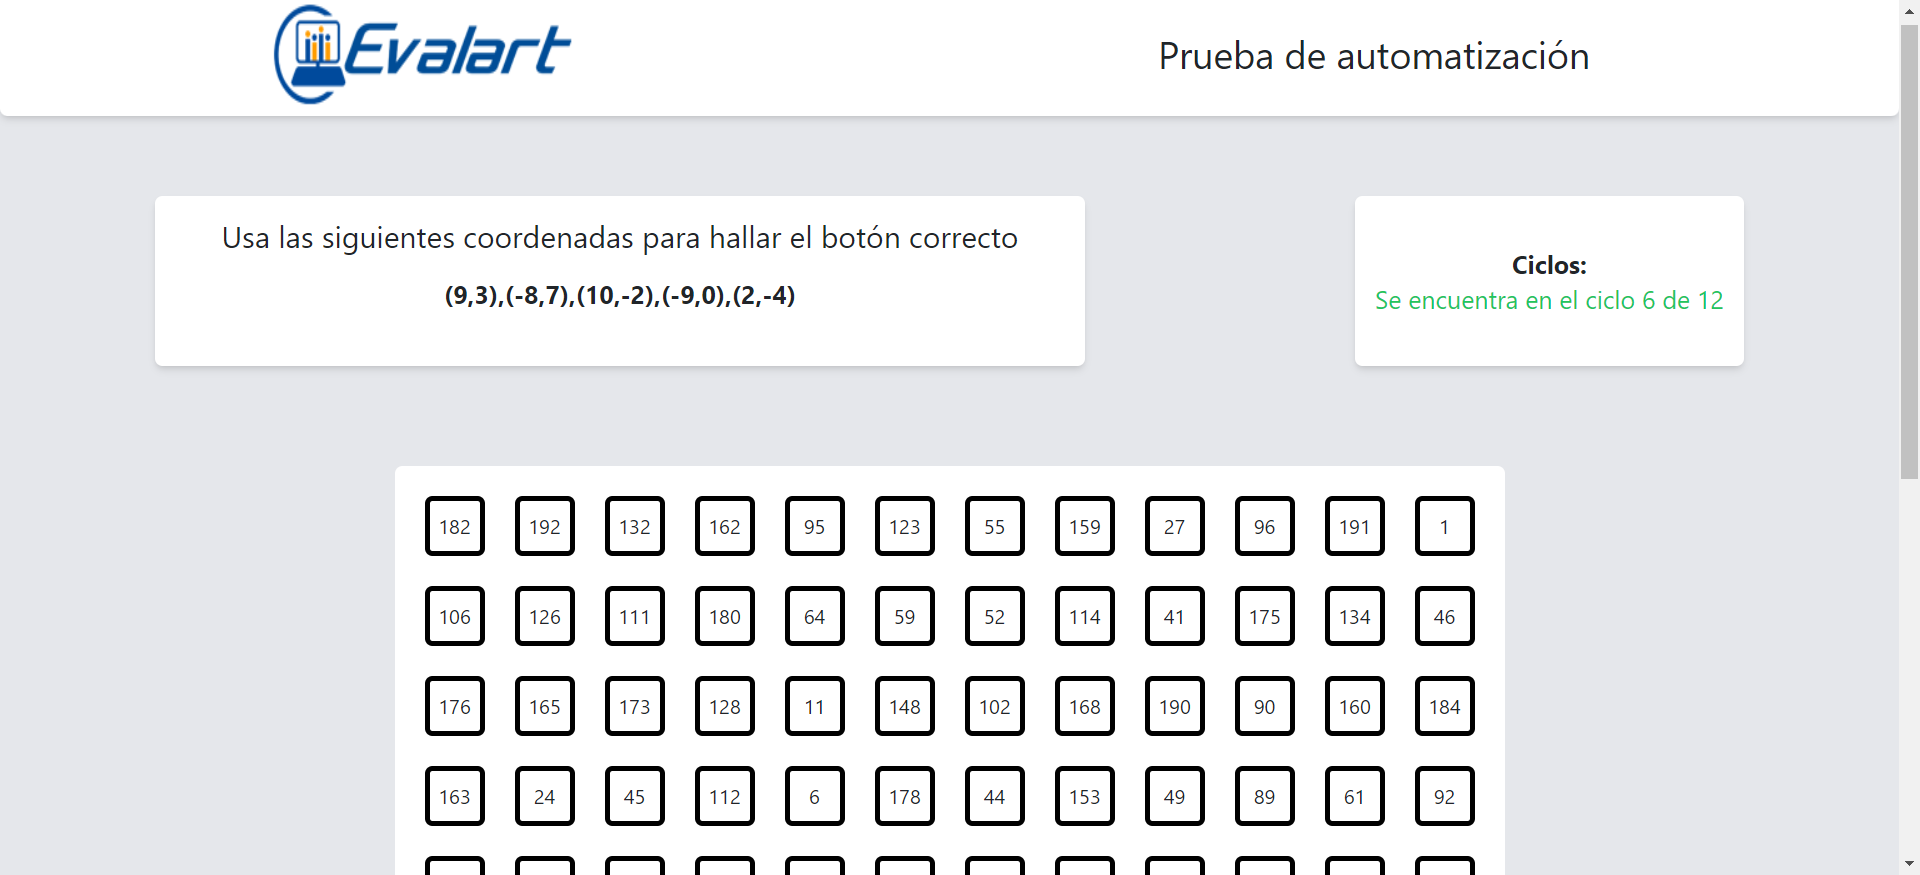 Evalart
Prueba de automatización
Usa las siguientes coordenadas para hallar el botón correcto
(9,3),(-8,7),(10,-2),(-9,0),(2,-4)
Ciclos:
Se encuentra en el ciclo 6 de 12
182 192 132 162 95 123 55 159 27 96 191 1
106 126 111 180 64 59 52 114 41 175 134 46
176 165 173 128 11 148 102 168 190 90 160 184
163 24 45 112 6 178 44 153 49 89 61 92